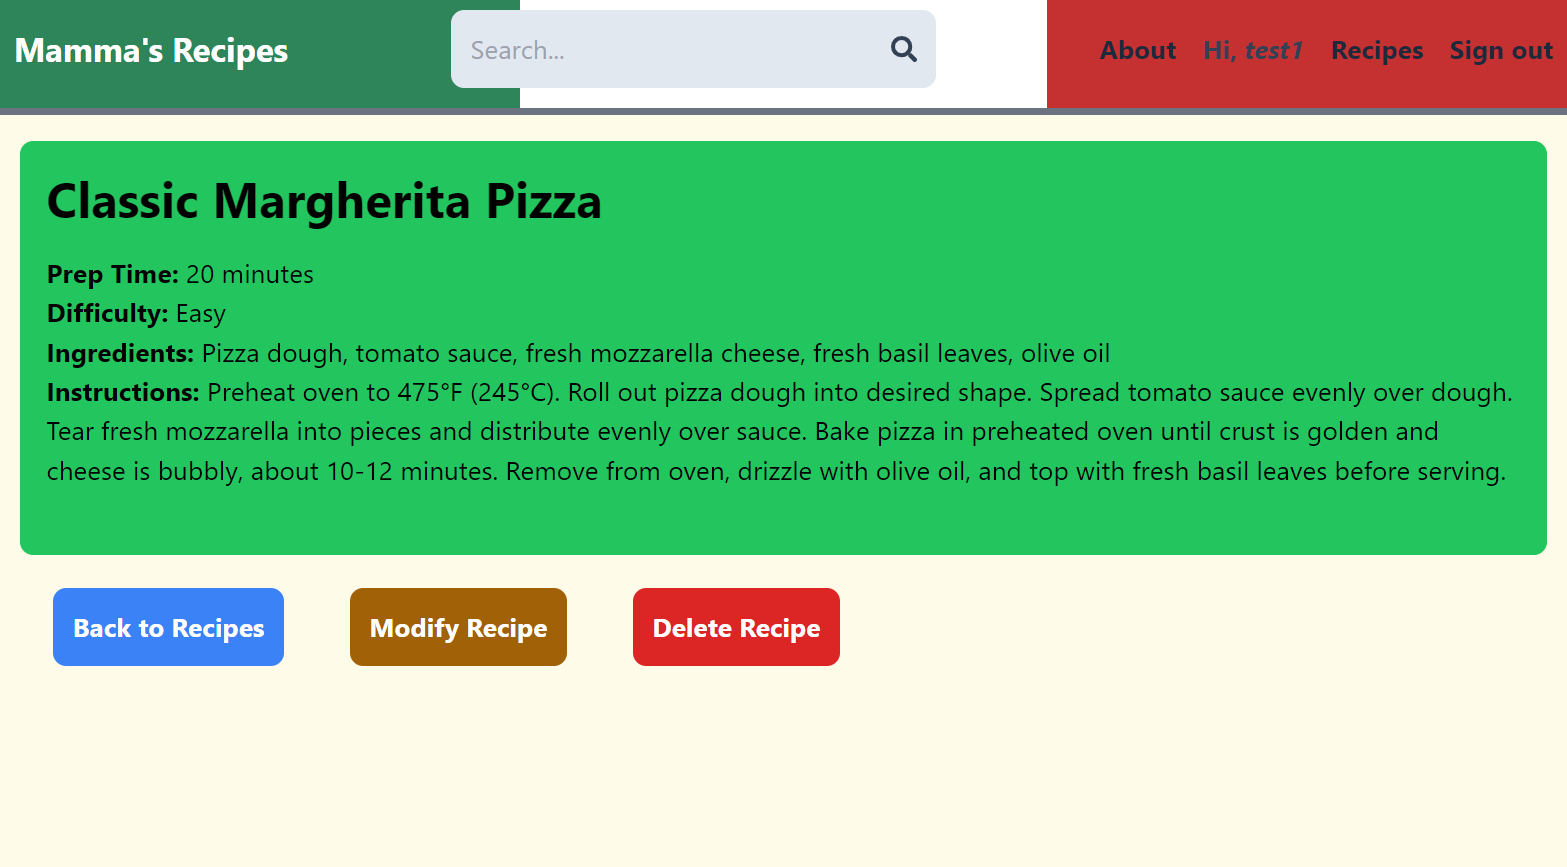 Mamma's Recipes
Search...
About Hi, test1 Recipes Sign out
Classic Margherita Pizza
Prep Time: 20 minutes
Difficulty: Easy
Ingredients: Pizza dough, tomato sauce, fresh mozzarella cheese, fresh basil leaves, olive oil
Instructions: Preheat oven to 475°F (245°C). Roll out pizza dough into desired shape. Spread tomato sauce evenly over dough.
Tear fresh mozzarella into pieces and distribute evenly over sauce. Bake pizza in preheated oven until crust is golden and
cheese is bubbly, about 10-12 minutes. Remove from oven, drizzle with olive oil, and top with fresh basil leaves before serving.
Back to Recipes
Modify Recipe
Delete Recipe